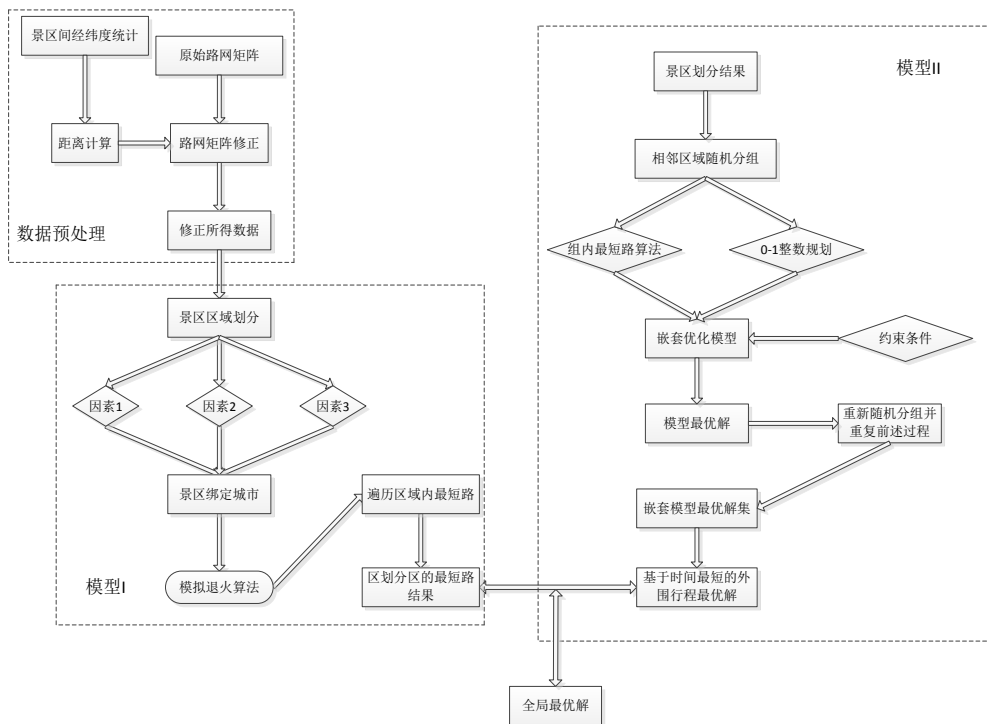 景区间经纬度统计
原始路网矩阵
距离计算
路网矩阵修正
数据预处理
修正所得数据
景区区域划分
因素1
因素2
因素3
景区绑定城市
遍历区域内最短路
模型I
模拟退火算法
区划分区的最短路
结果
模型II
景区划分结果
相邻区域随机分组
组内最短路算法
0-1整数规划
嵌套优化模型
约束条件
模型最优解
重新随机分组并
重复前述过程
嵌套模型最优解集
基于时间最短的外
围行程最优解
全局最优解